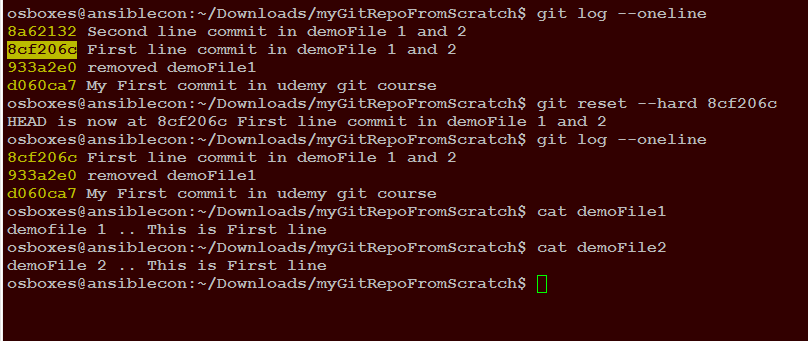 osboxes@ansiblecon:~/Downloads/myGitRepoFromScratch$ git log --oneline
8a62132 Second line commit in demoFile 1 and 2
8cf206c First line commit in demoFile 1 and 2
933a2e0 removed demoFile1
d060ca7 My First commit in udemy git course
osboxes@ansiblecon:~/Downloads/myGitRepoFromScratch$ git reset --hard 8cf206c
HEAD is now at 8cf206c First line commit in demoFile 1 and 2
osboxes@ansiblecon:~/Downloads/myGitRepoFromScratch$ git log --oneline
8cf206c First line commit in demoFile 1 and 2
933a2e0 removed demoFile1
d060ca7 My First commit in udemy git course
osboxes@ansiblecon:~/Downloads/myGitRepoFromScratch$ cat demoFile1
demofile 1 .. This is First line
osboxes@ansiblecon:~/Downloads/myGitRepoFromScratch$ cat demoFile2
demoFile 2 .. This is First line
osboxes@ansiblecon:~/Downloads/myGitRepoFromScratch$